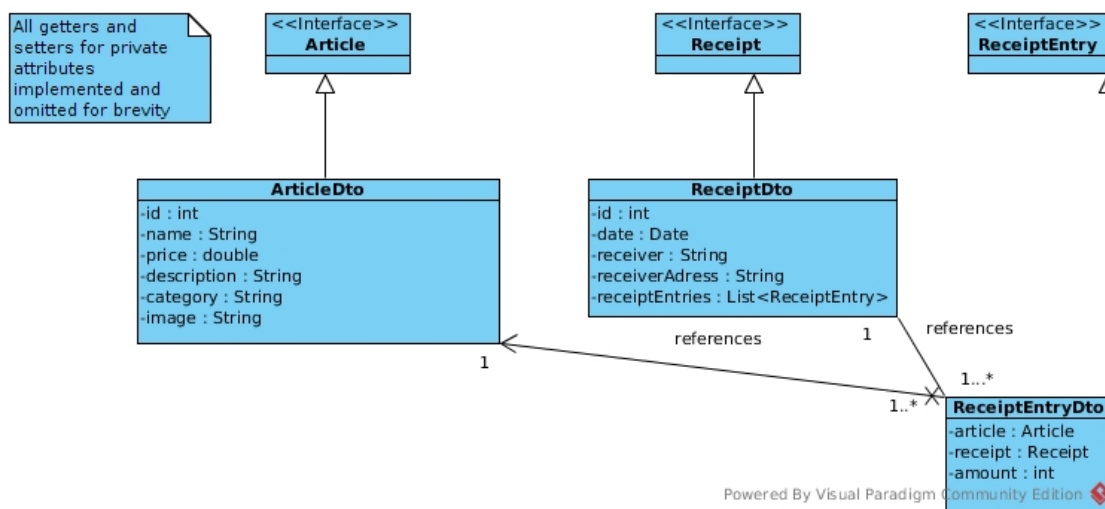 All getters and
setters for private
attributes
implemented and
omitted for brevity
<<Interface>>
Article
<<Interface>>
Receipt
<<Interface>>
ReceiptEntry
ArticleDto
-id : int
-name : String
-price : double
-description : String
-category : String
-image : String
ReceiptDto
-id : int
-date : Date
-receiver : String
-receiverAdress : String
-receiptEntries : List<ReceiptEntry>
references
1
references
1
1...*
1..*
ReceiptEntryDto
-article : Article
-receipt : Receipt
-amount : int
Powered By Visual Paradigm Community Edition